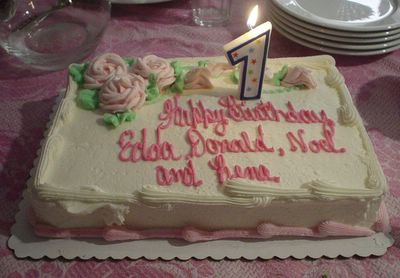 1
Happy Birthday
Edda Donald, Noel
and Lena